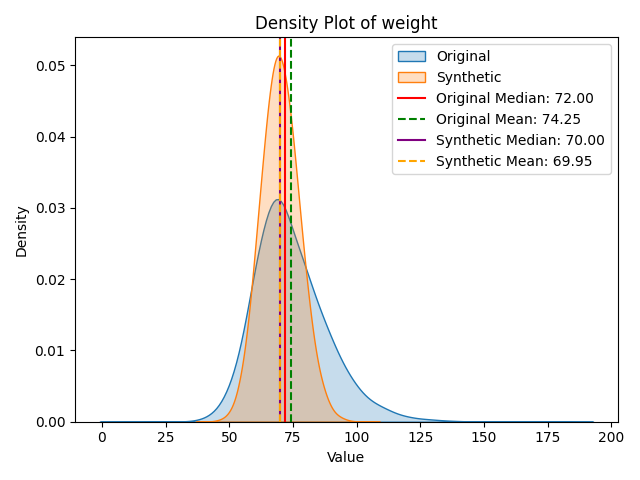 Density Plot of weight
Original
Synthetic
Original Median: 72.00
Original Mean: 74.25
Synthetic Median: 70.00
Synthetic Mean: 69.95
Density
0.05
0.04
0.03
0.02
0.01
0.00
0 25 50 75 100 125 150 175 200
Value